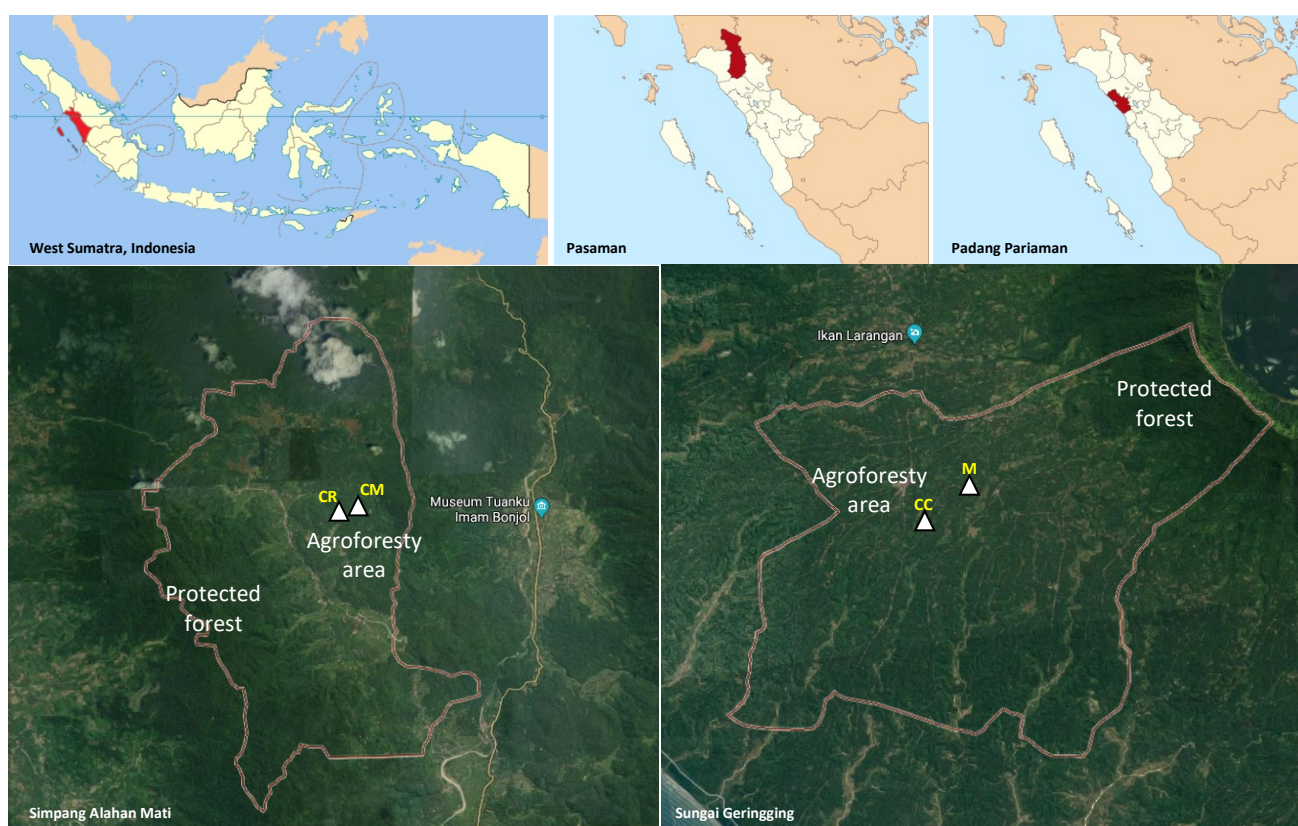 West Sumatra, Indonesia
Pasaman
Padang Pariaman
CR
CM
Agroforesty
area
Protected
forest
Museum Tuanku
Imam Bonjol
Simpang Alahan Mati
Ikan Larangan
Protected
forest
Agroforesty
area
M
CC
Sungai Geringging